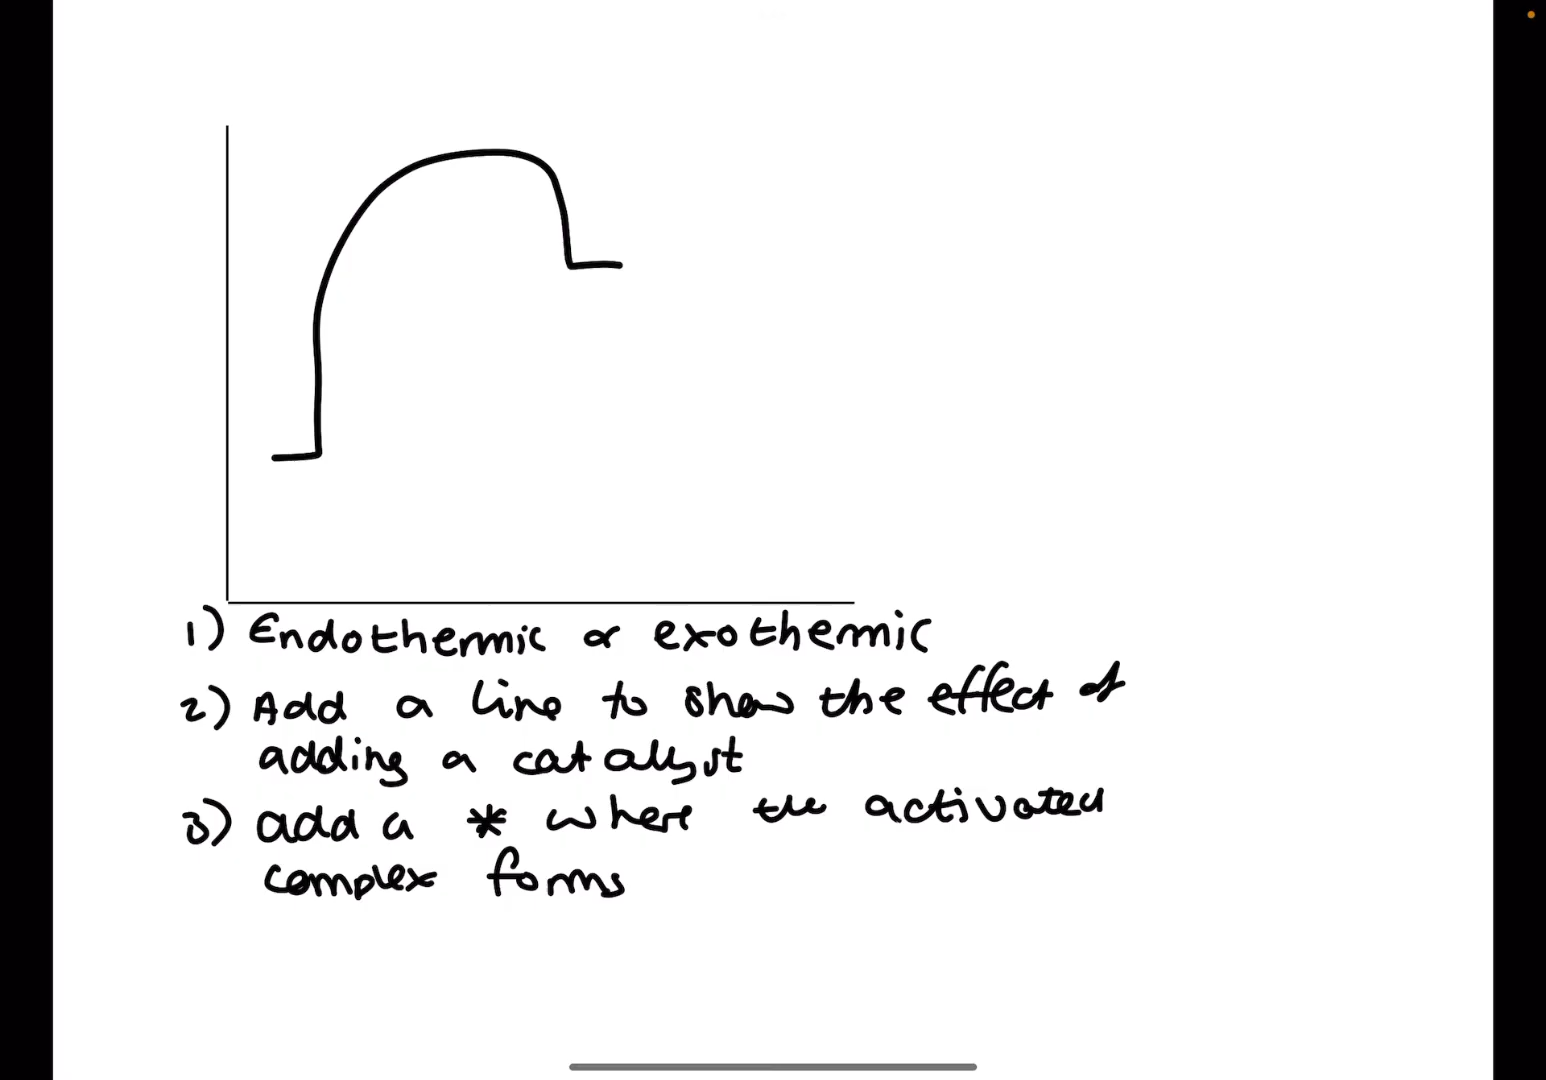 1) Endothermic or exothermic
2) Add a line to show the effect of
adding a catalyst
3) add a * where the activated
complex forms